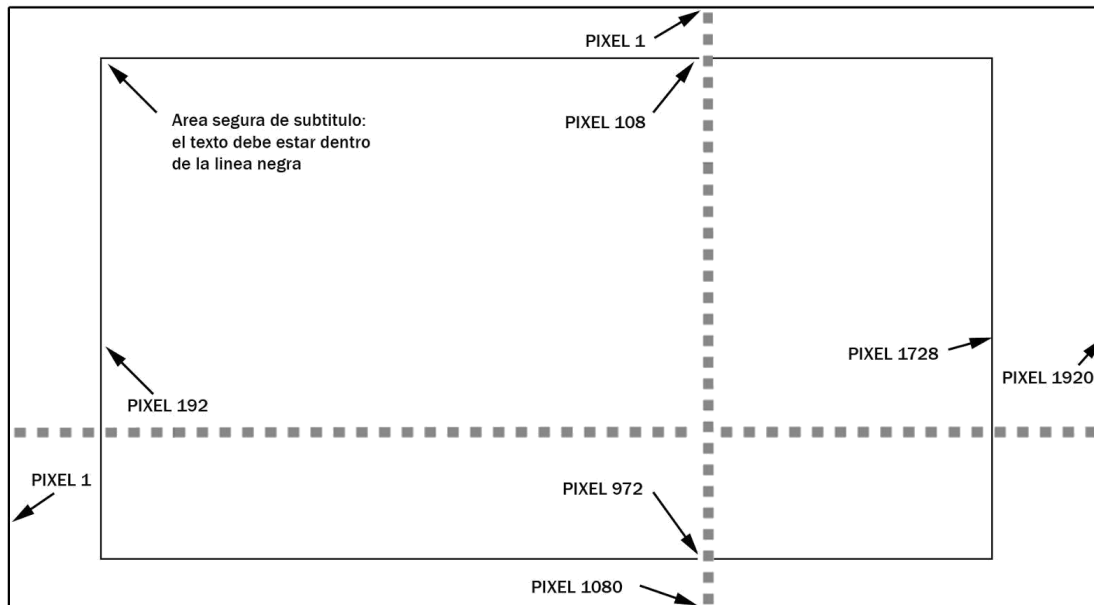 PIXEL 1
PIXEL 108
Area segura de subtitulo:
el texto debe estar dentro
de la linea negra
PIXEL 1728
PIXEL 1920
PIXEL 192
PIXEL 1
PIXEL 972
PIXEL 1080